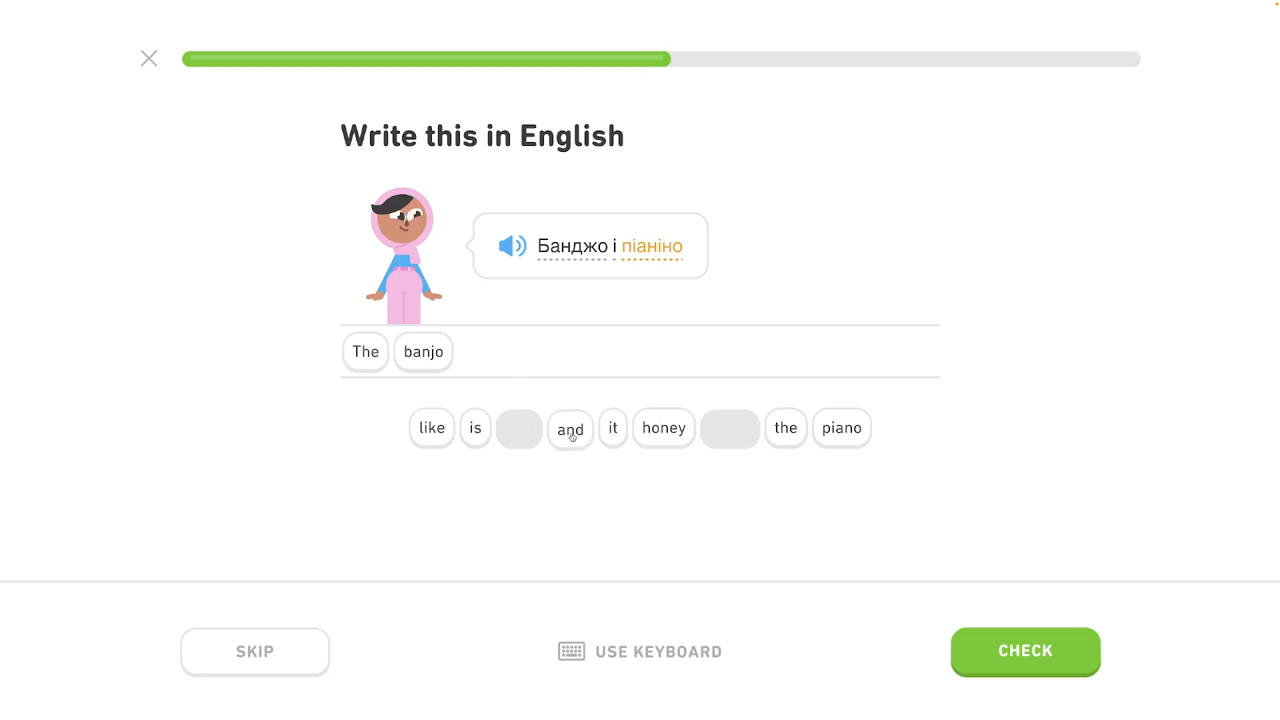 Write this in English
Банджо і піаніно
The banjo
like is and it honey the piano
SKIP USE KEYBOARD CHECK